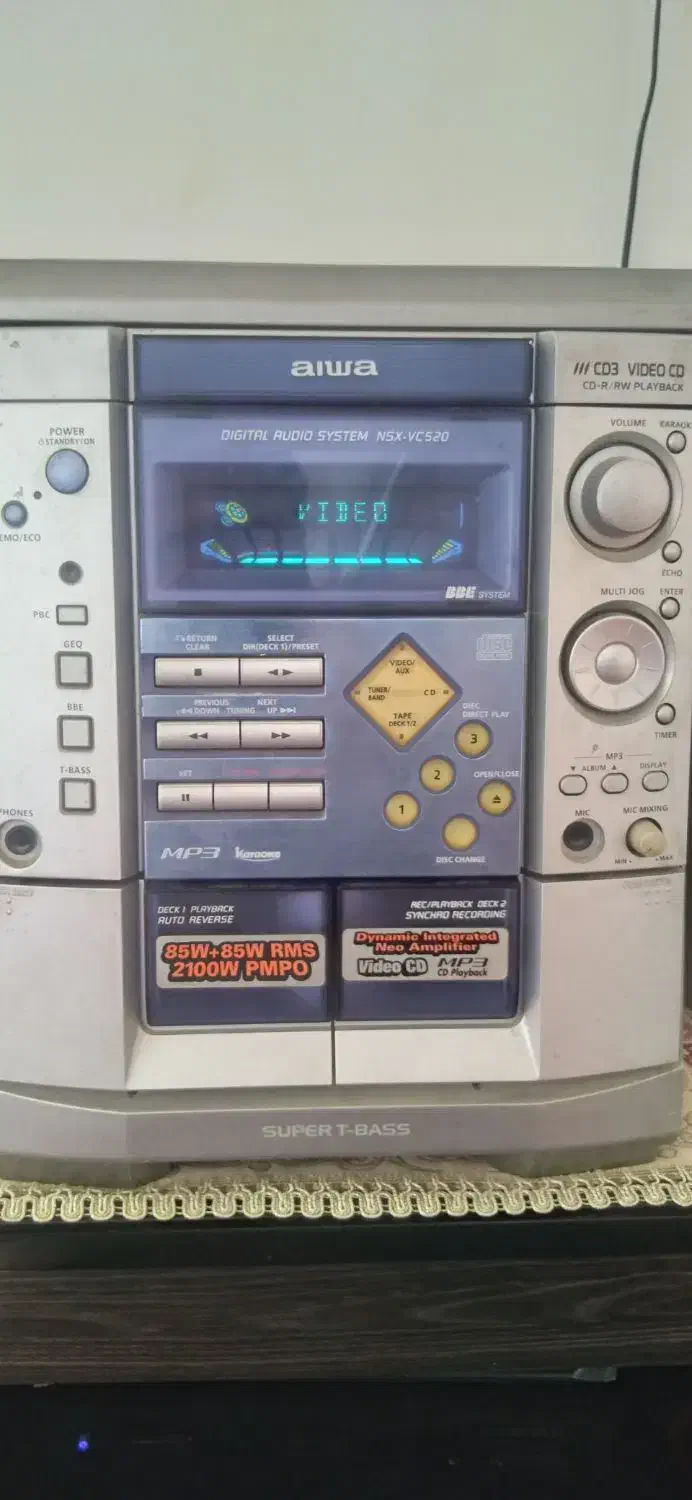 aiwa
/// CD3 VIDEO CD
CD-R/RW PLAYBACK
POWER
STANDBY/ON
DIGITAL AUDIO SYSTEM NSX-VC520
VOLUME
VIDEO
ECHO
BBE SYSTEM
MULTI JOG
ENTER
PBC
GEQ
BBE
T-BASS
RETURN
CLEAR
SELECT
DIR(DECK 1)/PRESET
PREVIOUS
DOWN
TUNING
NEXT
UP
VIDEO/
AUX
TUNER/
BAND
CD
TAPE
DECK 1/2
disc
DISC
DIRECT PLAY
3
2
1
OPEN/CLOSE
DISC CHANGE
TIMER
MP3
▼ ALBUM ▲
DISPLAY
MIC
MIC MIXING
MIN
MAX
MP3
Karaoke
DECK 1 PLAYBACK
AUTO REVERSE
REC/PLAYBACK DECK 2
SYNCHRO RECORDING
85W+85W RMS
2100W PMPO
Dynamic Integrated
Neo Amplifier
Video CD MP3
CD Playback
SUPER T-BASS